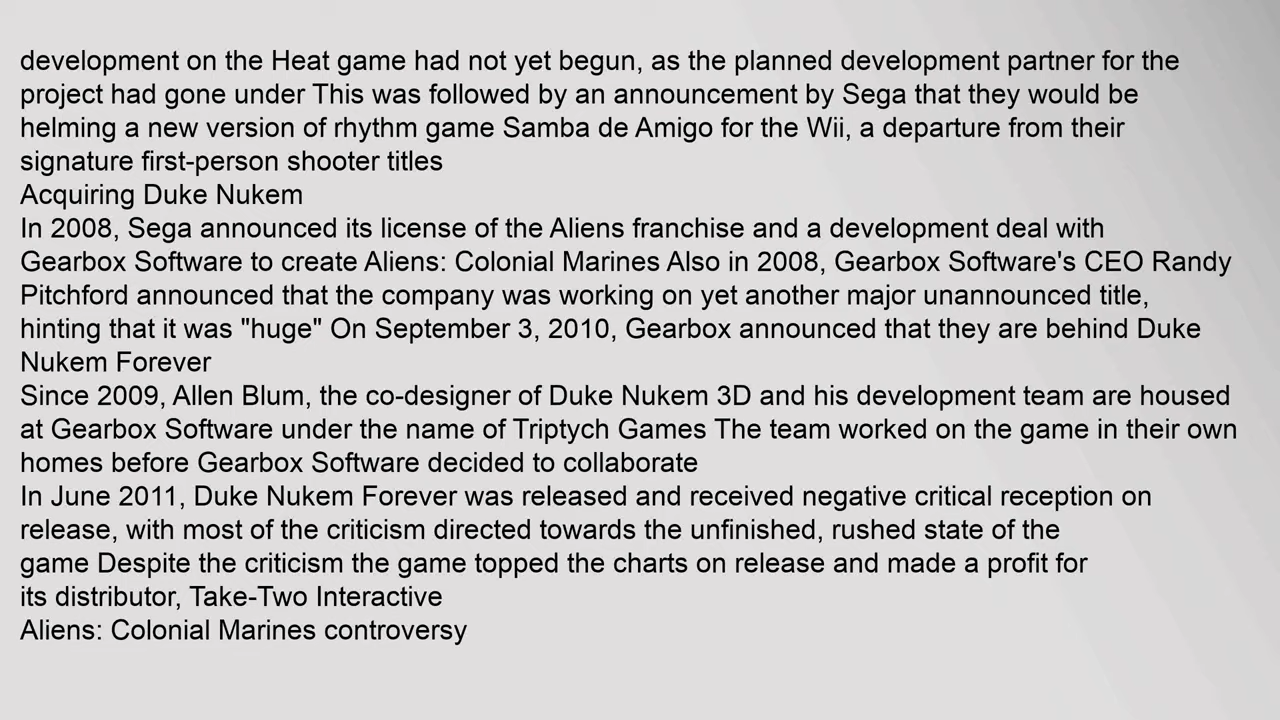 development on the Heat game had not yet begun, as the planned development partner for the
project had gone under This was followed by an announcement by Sega that they would be
helming a new version of rhythm game Samba de Amigo for the Wii, a departure from their
signature first-person shooter titles
Acquiring Duke Nukem
In 2008, Sega announced its license of the Aliens franchise and a development deal with
Gearbox Software to create Aliens: Colonial Marines Also in 2008, Gearbox Software's CEO Randy
Pitchford announced that the company was working on yet another major unannounced title,
hinting that it was "huge" On September 3, 2010, Gearbox announced that they are behind Duke
Nukem Forever
Since 2009, Allen Blum, the co-designer of Duke Nukem 3D and his development team are housed
at Gearbox Software under the name of Triptych Games The team worked on the game in their own
homes before Gearbox Software decided to collaborate
In June 2011, Duke Nukem Forever was released and received negative critical reception on
release, with most of the criticism directed towards the unfinished, rushed state of the
game Despite the criticism the game topped the charts on release and made a profit for
its distributor, Take-Two Interactive
Aliens: Colonial Marines controversy